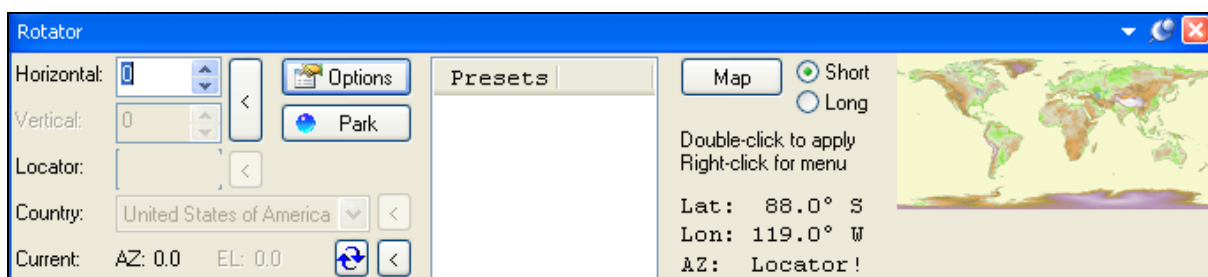 Rotator
Horizontal: 0 < Options
Vertical: 0 Park
Locator: <
Country: United States of America <
Current: AZ: 0.0 EL: 0.0 <
Presets
Map Short
Long
Double-click to apply
Right-click for menu
Lat: 88.0° S
Lon: 119.0° W
AZ: Locator!